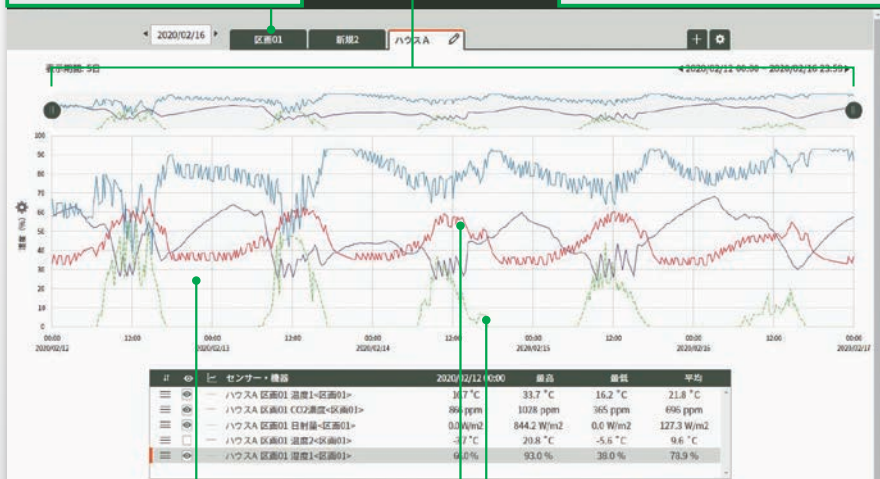 2020/02/16
区画01
新規2
ハウスA
表示期間: 5日
2020/02/12 00:00 ~ 2020/02/16 23:59
100
90
80
70
60
50
40
30
20
10
0
湿度 (%)
00:00 12:00 00:00 12:00 00:00 12:00 00:00 12:00 00:00 12:00 00:00
2020/02/12 2020/02/13 2020/02/14 2020/02/15 2020/02/16 2020/02/17
センサー・機器 2020/02/12 00:00 最高 最低 平均
ハウスA 区画01 温度1<区画01> 33.7 °C 16.2 °C 21.8 °C
ハウスA 区画01 CO2濃度<区画01> ppm 1028 ppm 365 ppm 696 ppm
ハウスA 区画01 日射量<区画01> 0.0 W/m2 844.2 W/m2 0.0 W/m2 127.3 W/m2
ハウスA 区画01 温度2<区画01> 20.8 °C -5.6 °C 9.6 °C
ハウスA 区画01 湿度1<区画01> 93.0 % 38.0 % 78.9 %